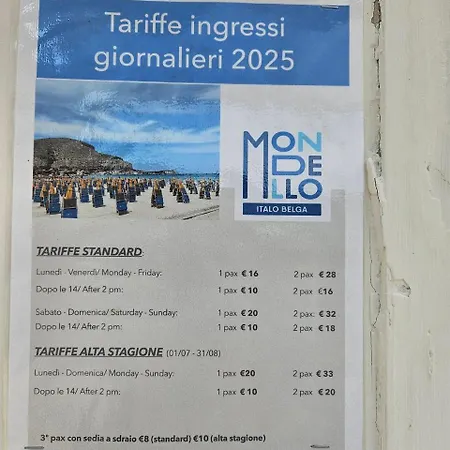 Tariffe ingressi
giornalieri 2025
MON
DE
LLO
ITALO BELGA
TARIFFE STANDARD
Lunedì - Venerdì/ Monday - Friday: 1 pax € 16 2 pax € 28
Dopo le 14/ After 2 pm: 1 pax € 10 2 pax €16
Sabato - Domenica/ Saturday - Sunday: 1 pax € 20 2 pax: € 32
Dopo le 14/ After 2 pm: 1 pax € 10 2 pax € 18
TARIFFE ALTA STAGIONE (01/07 - 31/08)
Lunedì - Domenica/ Monday - Sunday: 1 pax €20 2 pax € 33
Dopo le 14/ After 2 pm: 1 pax € 10 2 pax € 20
3° pax con sedia a sdraio €8 (standard) €10 (alta stagione)